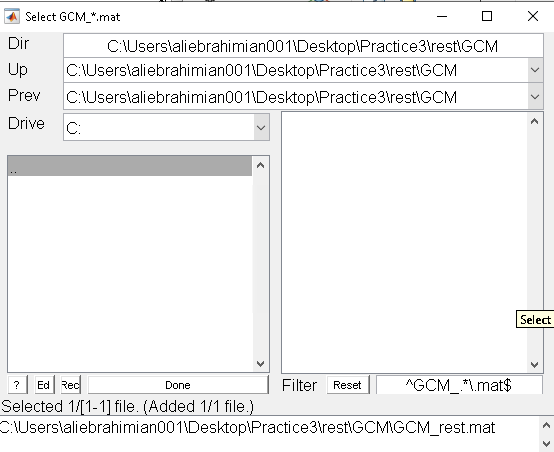 Select GCM_*.mat
Dir C:\Users\aliebrahimian001\Desktop\Practice3\rest\GCM
Up C:\Users\aliebrahimian001\Desktop\Practice3\rest\GCM
Prev C:\Users\aliebrahimian001\Desktop\Practice3\rest\GCM
Drive C:
..
Select
? Ed Rec Done Filter Reset ^GCM_.*\.mat$
Selected 1/[1-1] file. (Added 1/1 file.)
C:\Users\aliebrahimian001\Desktop\Practice3\rest\GCM\GCM_rest.mat